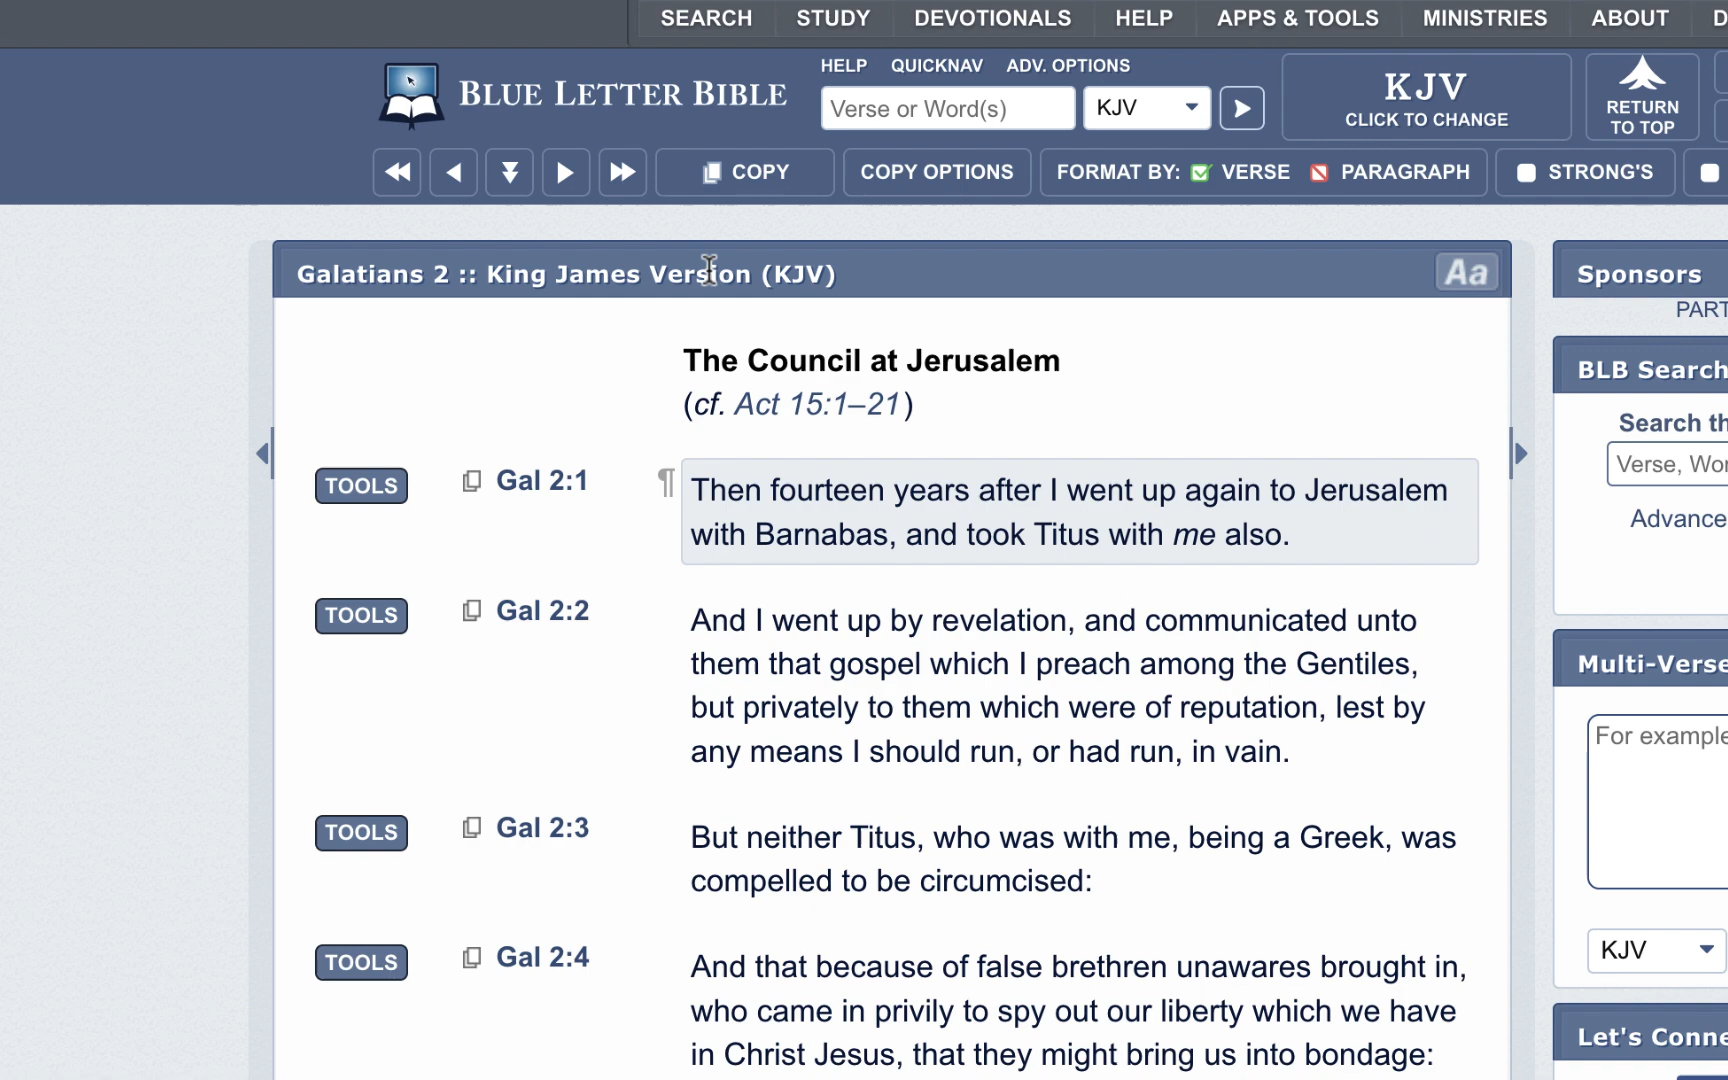 SEARCH STUDY DEVOTIONALS HELP APPS & TOOLS MINISTRIES ABOUT D
HELP QUICKNAV ADV. OPTIONS
BLUE LETTER BIBLE
Verse or Word(s) KJV
KJV
CLICK TO CHANGE
RETURN
TO TOP
COPY COPY OPTIONS FORMAT BY: VERSE PARAGRAPH STRONG'S
Galatians 2 :: King James Version (KJV) Aa
The Council at Jerusalem
(cf. Act 15:1–21)
TOOLS Gal 2:1 ¶ Then fourteen years after I went up again to Jerusalem
with Barnabas, and took Titus with me also.
TOOLS Gal 2:2 And I went up by revelation, and communicated unto
them that gospel which I preach among the Gentiles,
but privately to them which were of reputation, lest by
any means I should run, or had run, in vain.
TOOLS Gal 2:3 But neither Titus, who was with me, being a Greek, was
compelled to be circumcised:
TOOLS Gal 2:4 And that because of false brethren unawares brought in,
who came in privily to spy out our liberty which we have
in Christ Jesus, that they might bring us into bondage:
Sponsors
PART
BLB Search
Search th
Verse, Wor
Advance
Multi-Verse
For example
KJV
Let's Conne